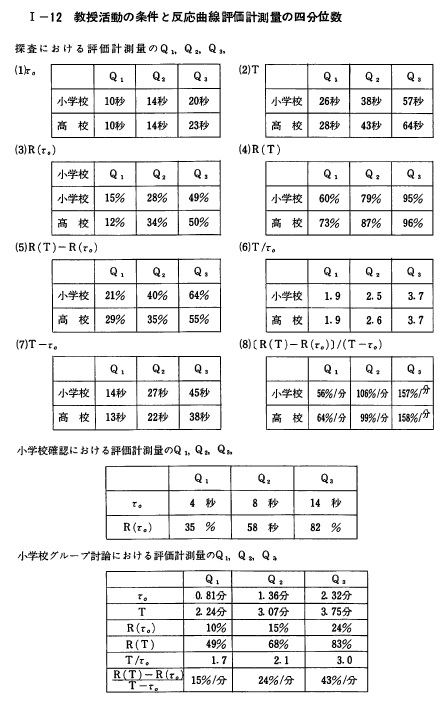 I-12 教授活動の条件と反応曲線評価計測量の四分位数
探査における評価計測量のQ₁, Q₂, Q₃,
(1)τ₀
Q₁ Q₂ Q₃
小学校 10秒 14秒 20秒
高校 10秒 14秒 23秒
(2)T
Q₁ Q₂ Q₃
小学校 26秒 38秒 57秒
高校 28秒 43秒 64秒
(3)R(τ₀)
小学校 Q₁ Q₂ Q₃
小学校 15% 28% 49%
高校 12% 34% 50%
(4)R(T)
Q₁ Q₂ Q₃
小学校 60% 79% 95%
高校 73% 87% 96%
(5)R(T)-R(τ₀)
Q₁ Q₂ Q₃
小学校 21% 40% 64%
高校 29% 35% 55%
(6)T/τ₀
Q₁ Q₂ Q₃
小学校 1.9 2.5 3.7
高校 1.9 2.6 3.7
(7)T-τ₀
Q₁ Q₂ Q₃
小学校 14秒 27秒 45秒
高校 13秒 22秒 38秒
(8)〔R(T)-R(τ₀)〕/(T-τ₀)
Q₁ Q₂ Q₃
小学校 56%/分 106%/分 157%/分
高校 64%/分 99%/分 158%/分
小学校確認における評価計測量のQ₁, Q₂, Q₃,
Q₁ Q₂ Q₃
τ₀ 4 秒 8 秒 14 秒
R(τ₀) 35 % 58 秒 82 %
小学校グループ討論における評価計測量のQ₁, Q₂, Q₃
Q₁ Q₂ Q₃
τ₀ 0.81分 1.36分 2.32分
T 2.24分 3.07分 3.75分
R(τ₀) 10% 15% 24%
R(T) 49% 68% 83%
T/τ₀ 1.7 2.1 3.0
R(T)-R(τ₀)/T-τ₀ 15%/分 24%/分 43%/分